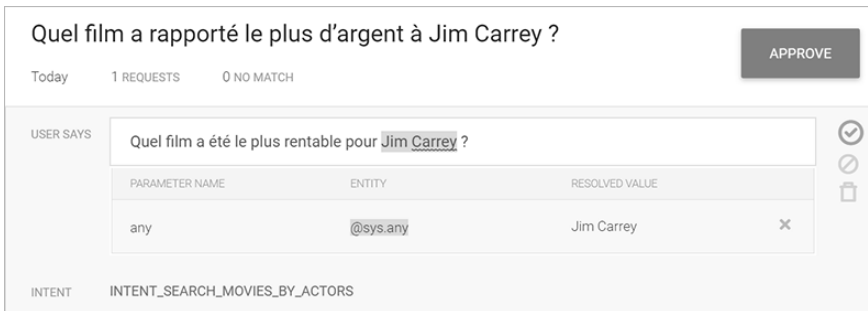 Quel film a rapporté le plus d’argent à Jim Carrey ?
APPROVE
Today 1 REQUESTS 0 NO MATCH
USER SAYS Quel film a été le plus rentable pour Jim Carrey ?
PARAMETER NAME ENTITY RESOLVED VALUE
any @sys.any Jim Carrey
INTENT INTENT_SEARCH_MOVIES_BY_ACTORS